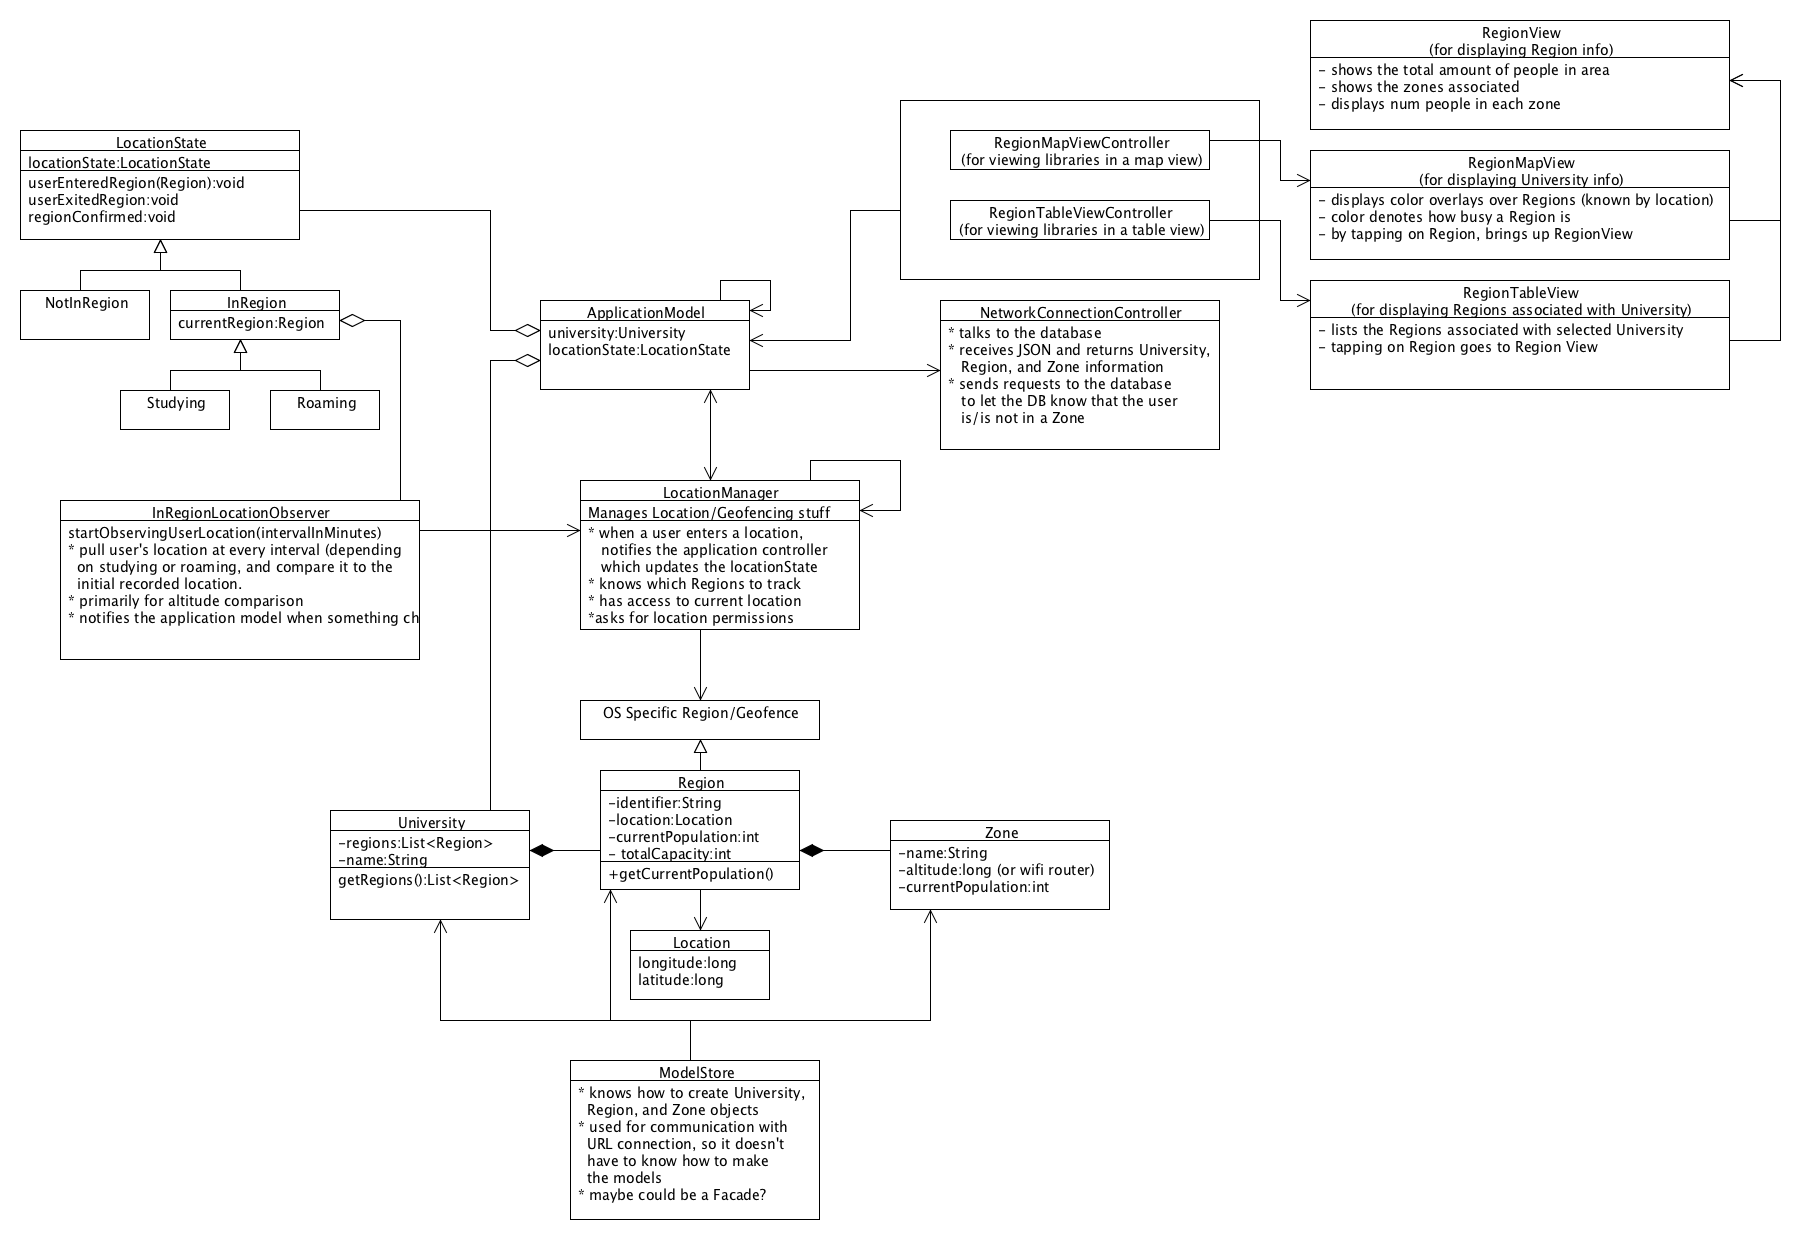 RegionView
(for displaying Region info)
- shows the total amount of people in area
- shows the zones associated
- displays num people in each zone
LocationState
locationState:LocationState
userEnteredRegion(Region):void
userExitedRegion:void
regionConfirmed:void
RegionMapViewController
(for viewing libraries in a map view)
RegionTableViewController
(for viewing libraries in a table view)
RegionMapView
(for displaying University info)
- displays color overlays over Regions (known by location)
- color denotes how busy a Region is
- by tapping on Region, brings up RegionView
NotInRegion
InRegion
currentRegion:Region
Studying
Roaming
ApplicationModel
university:University
locationState:LocationState
NetworkConnectionController
* talks to the database
* receives JSON and returns University,
Region, and Zone information
* sends requests to the database
to let the DB know that the user
is/is not in a Zone
RegionTableView
(for displaying Regions associated with University)
- lists the Regions associated with selected University
- tapping on Region goes to Region View
InRegionLocationObserver
startObservingUserLocation(intervalInMinutes)
* pull user's location at every interval (depending
on studying or roaming, and compare it to the
initial recorded location.
* primarily for altitude comparison
* notifies the application model when something ch
LocationManager
Manages Location/Geofencing stuff
* when a user enters a location,
notifies the application controller
which updates the locationState
* knows which Regions to track
* has access to current location
*asks for location permissions
OS Specific Region/Geofence
Region
-identifier:String
-location:Location
-currentPopulation:int
- totalCapacity:int
+getCurrentPopulation()
University
-regions:List<Region>
-name:String
getRegions():List<Region>
Zone
-name:String
-altitude:long (or wifi router)
-currentPopulation:int
Location
longitude:long
latitude:long
ModelStore
* knows how to create University,
Region, and Zone objects
* used for communication with
URL connection, so it doesn't
have to know how to make
the models
* maybe could be a Facade?